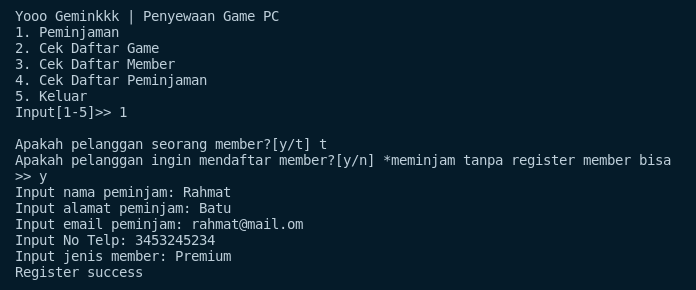 Yooo Geminkkk | Penyewaan Game PC
1. Peminjaman
2. Cek Daftar Game
3. Cek Daftar Member
4. Cek Daftar Peminjaman
5. Keluar
Input[1-5]>> 1
Apakah pelanggan seorang member?[y/t] t
Apakah pelanggan ingin mendaftar member?[y/n] *meminjam tanpa register member bisa
>> y
Input nama peminjam: Rahmat
Input alamat peminjam: Batu
Input email peminjam: rahmat@mail.om
Input No Telp: 3453245234
Input jenis member: Premium
Register success